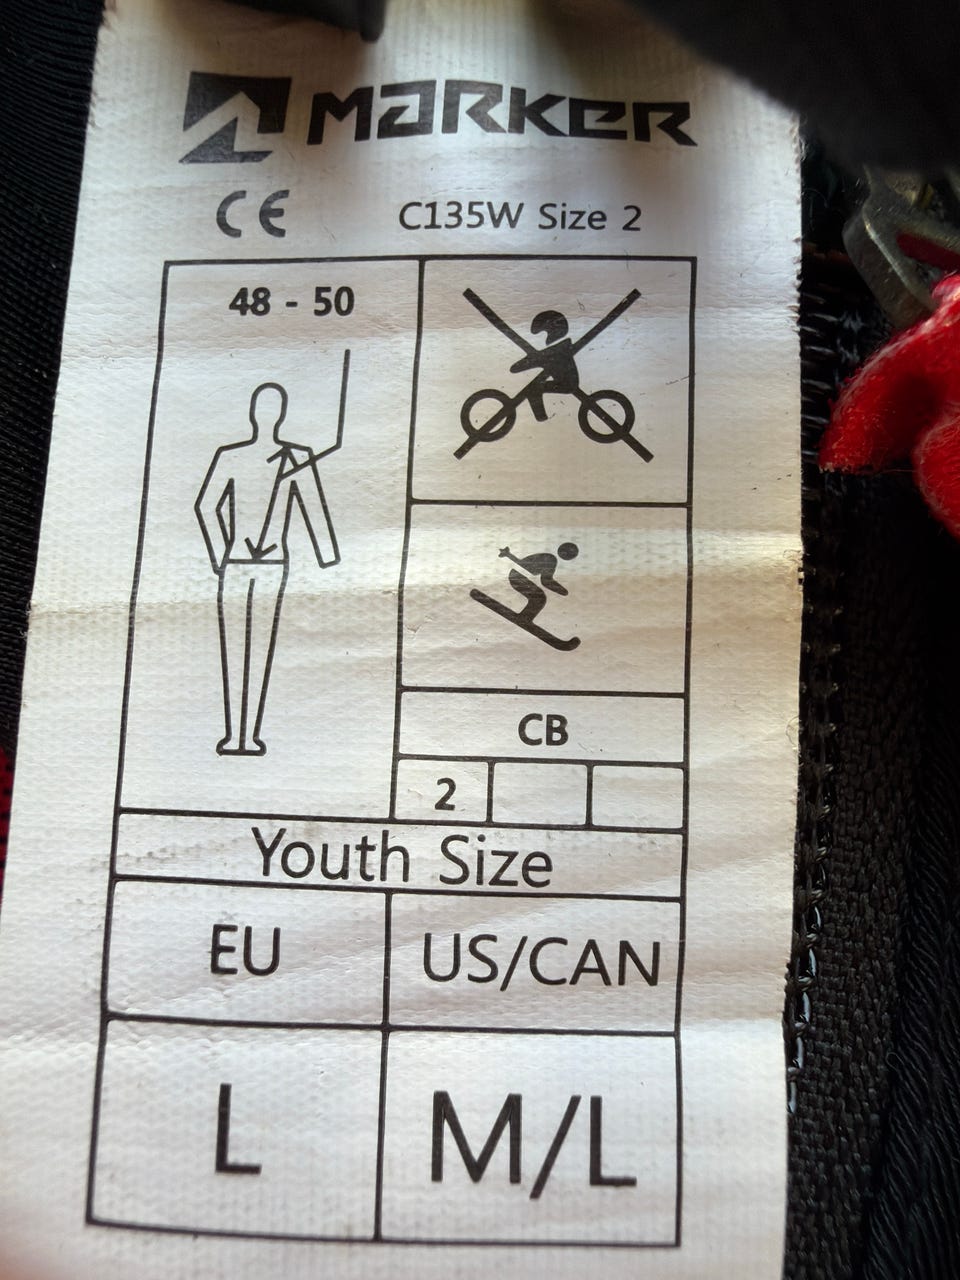 MARKER
CE C135W Size 2
48 - 50
CB
2
Youth Size
EU US/CAN
L M/L